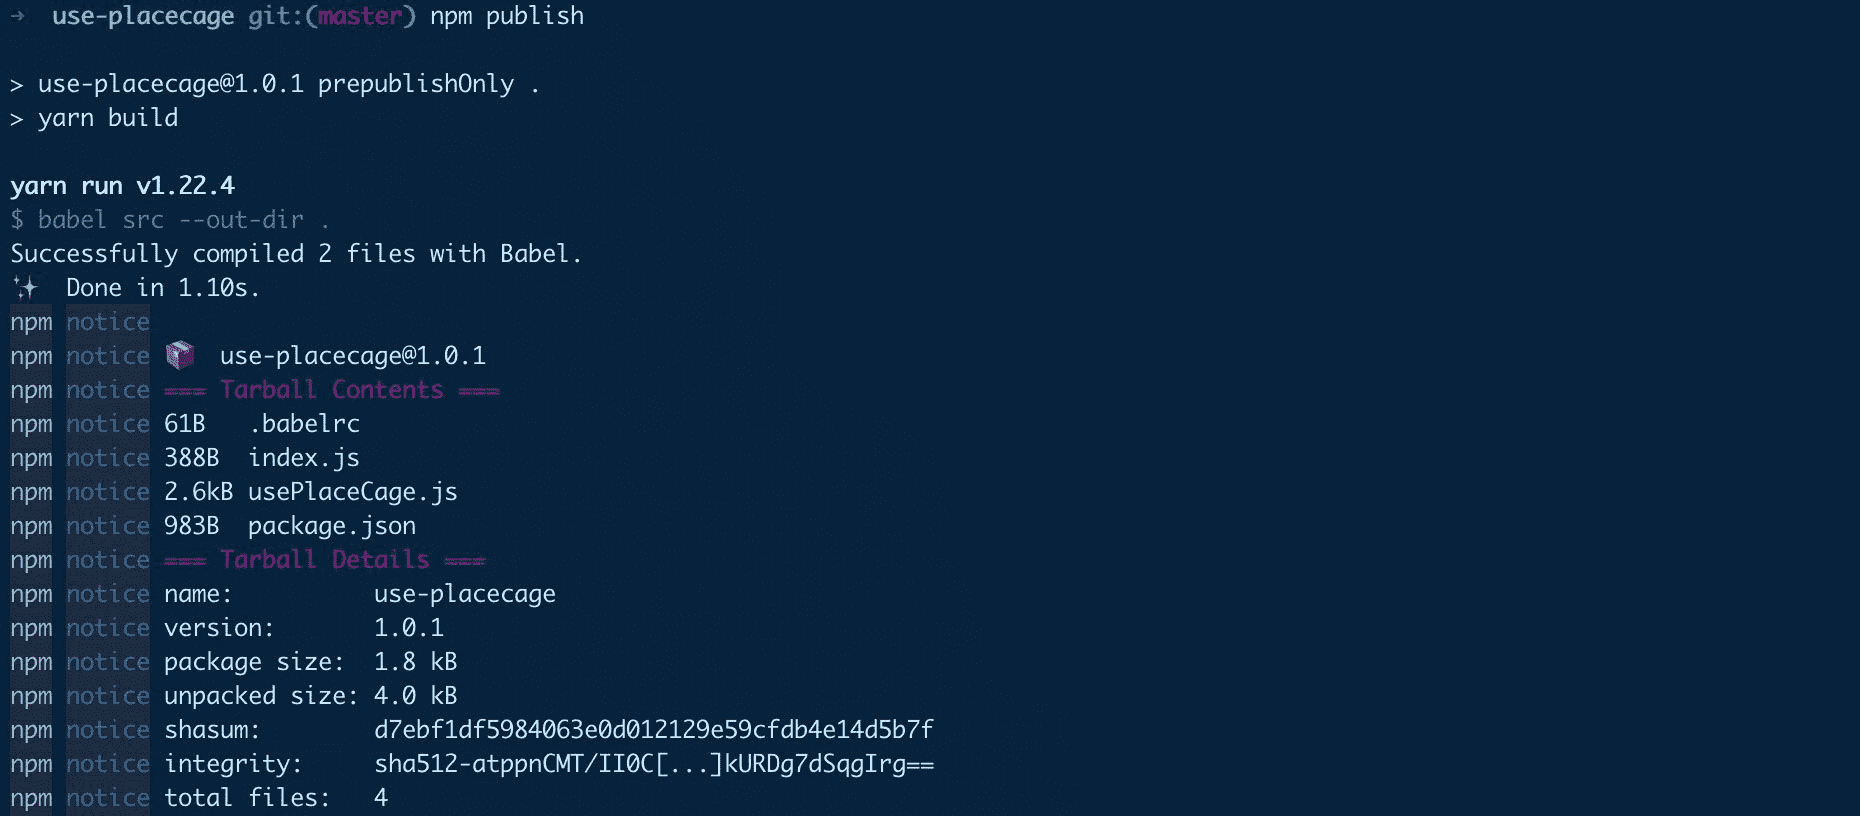 → use-placecage git:(master) npm publish
> use-placecage@1.0.1 prepublishOnly .
> yarn build
yarn run v1.22.4
$ babel src --out-dir .
Successfully compiled 2 files with Babel.
✨ Done in 1.10s.
npm notice
npm notice 📦 use-placecage@1.0.1
npm notice === Tarball Contents ===
npm notice 61B .babelrc
npm notice 388B index.js
npm notice 2.6kB usePlaceCage.js
npm notice 983B package.json
npm notice === Tarball Details ===
npm notice name: use-placecage
npm notice version: 1.0.1
npm notice package size: 1.8 kB
npm notice unpacked size: 4.0 kB
npm notice shasum: d7ebf1df5984063e0d012129e59cfdb4e14d5b7f
npm notice integrity: sha512-atppnCMT/II0C[...]kURDg7dSqgIrg==
npm notice total files: 4